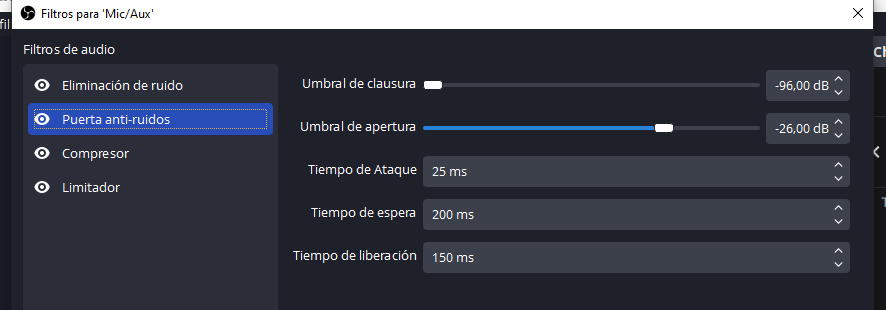 Filtros para 'Mic/Aux'
fil
Filtros de audio
Eliminación de ruido
Puerta anti-ruidos
Compresor
Limitador
Umbral de clausura
-96,00 dB
Umbral de apertura
-26,00 dB
Tiempo de Ataque
25 ms
Tiempo de espera
200 ms
Tiempo de liberación
150 ms